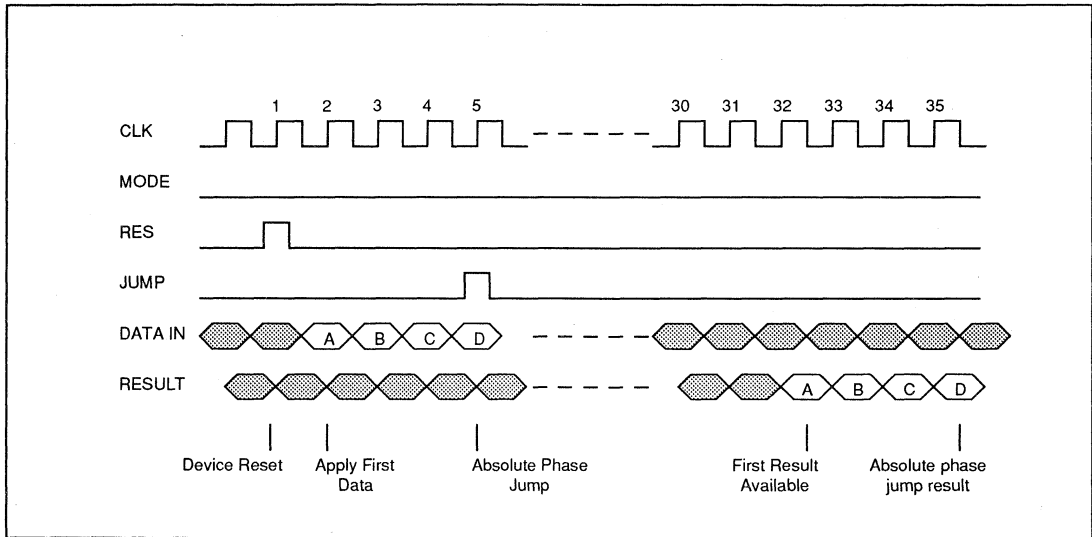 1 2 3 4 5 30 31 32 33 34 35
CLK
MODE
RES
JUMP
DATA IN A B C D
RESULT A B C D
Device Reset Apply First Absolute Phase First Result Absolute phase
Data Jump Available jump result